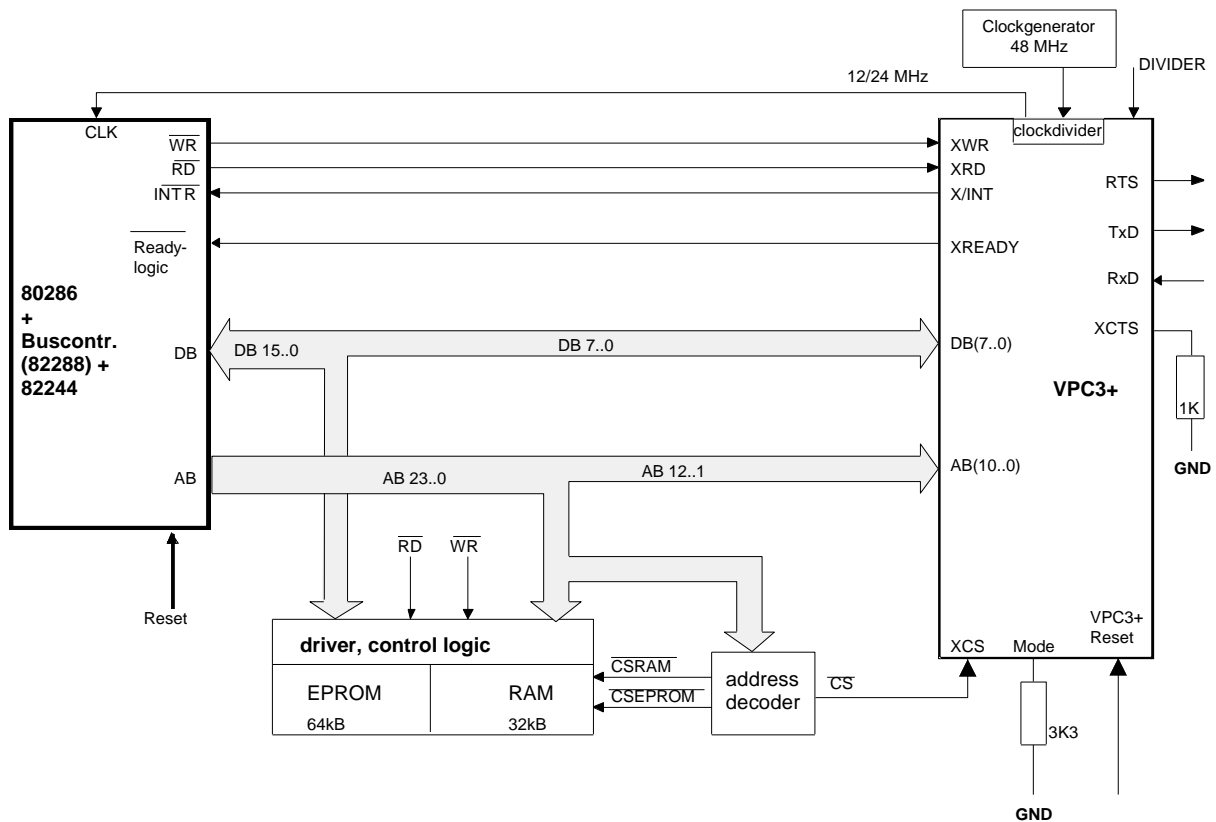 Clockgenerator
48 MHz
12/24 MHz
DIVIDER
CLK
clockdivider
WR
XWR
RD
XRD
RTS
INTR
X/INT
TxD
Ready-
logic
XREADY
RxD
80286
+
Buscontr.
(82288) +
82244
XCTS
DB
DB 15..0
DB 7..0
DB(7..0)
VPC3+
1K
AB
AB 23..0
AB 12..1
AB(10..0)
GND
RD
WR
Reset
VPC3+
Reset
driver, control logic
XCS
Mode
CSRAM
address
decoder
CS
EPROM
RAM
CSEPROM
64kB
32kB
3K3
GND